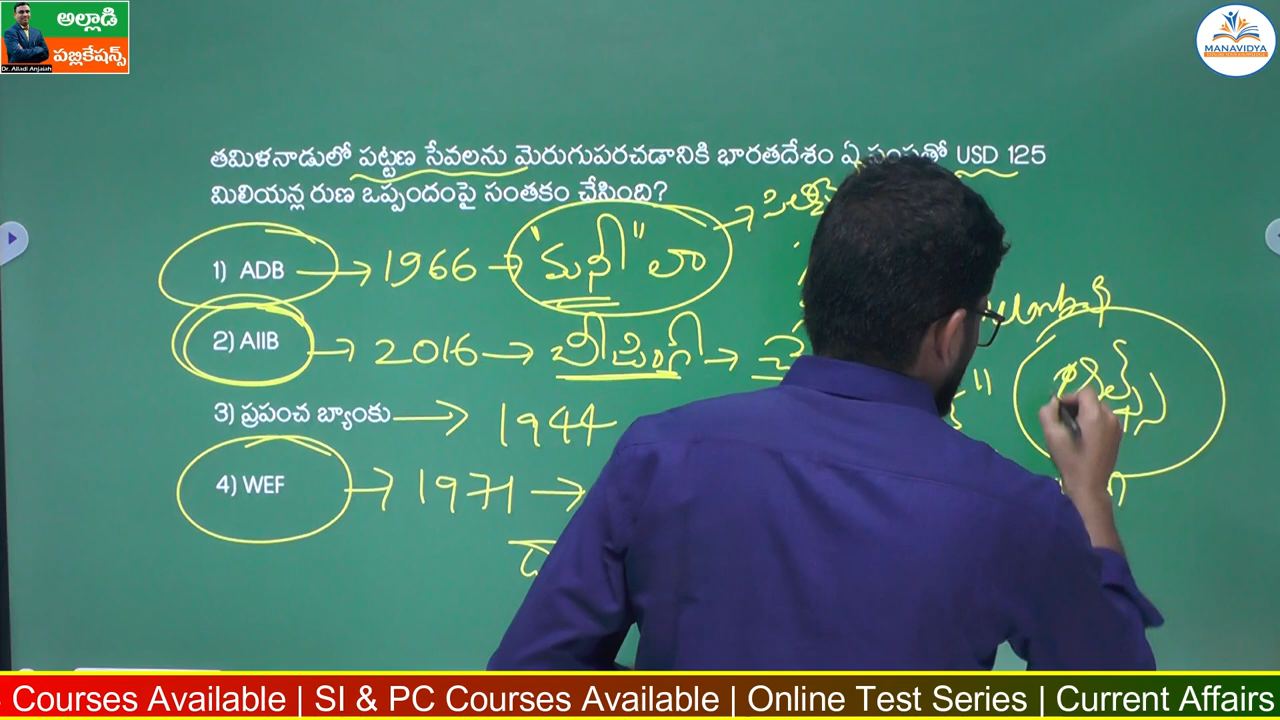 అల్లాడి
పబ్లికేషన్స్
Dr. Alladi Anjaiah
MANAVIDYA
తమిళనాడులో పట్టణ సేవలను మెరుగుపరచడానికి భారతదేశం ఏ సంస్థతో USD 125
మిలియన్ల రుణ ఒప్పందంపై సంతకం చేసింది?
1) ADB → 1966 → "మనీ" లా →
2) AIIB → 2016 → బీజింగ్ →
3) ప్రపంచ బ్యాంకు → 1944
4) WEF → 1971 →
Courses Available | SI & PC Courses Available | Online Test Series | Current Affairs